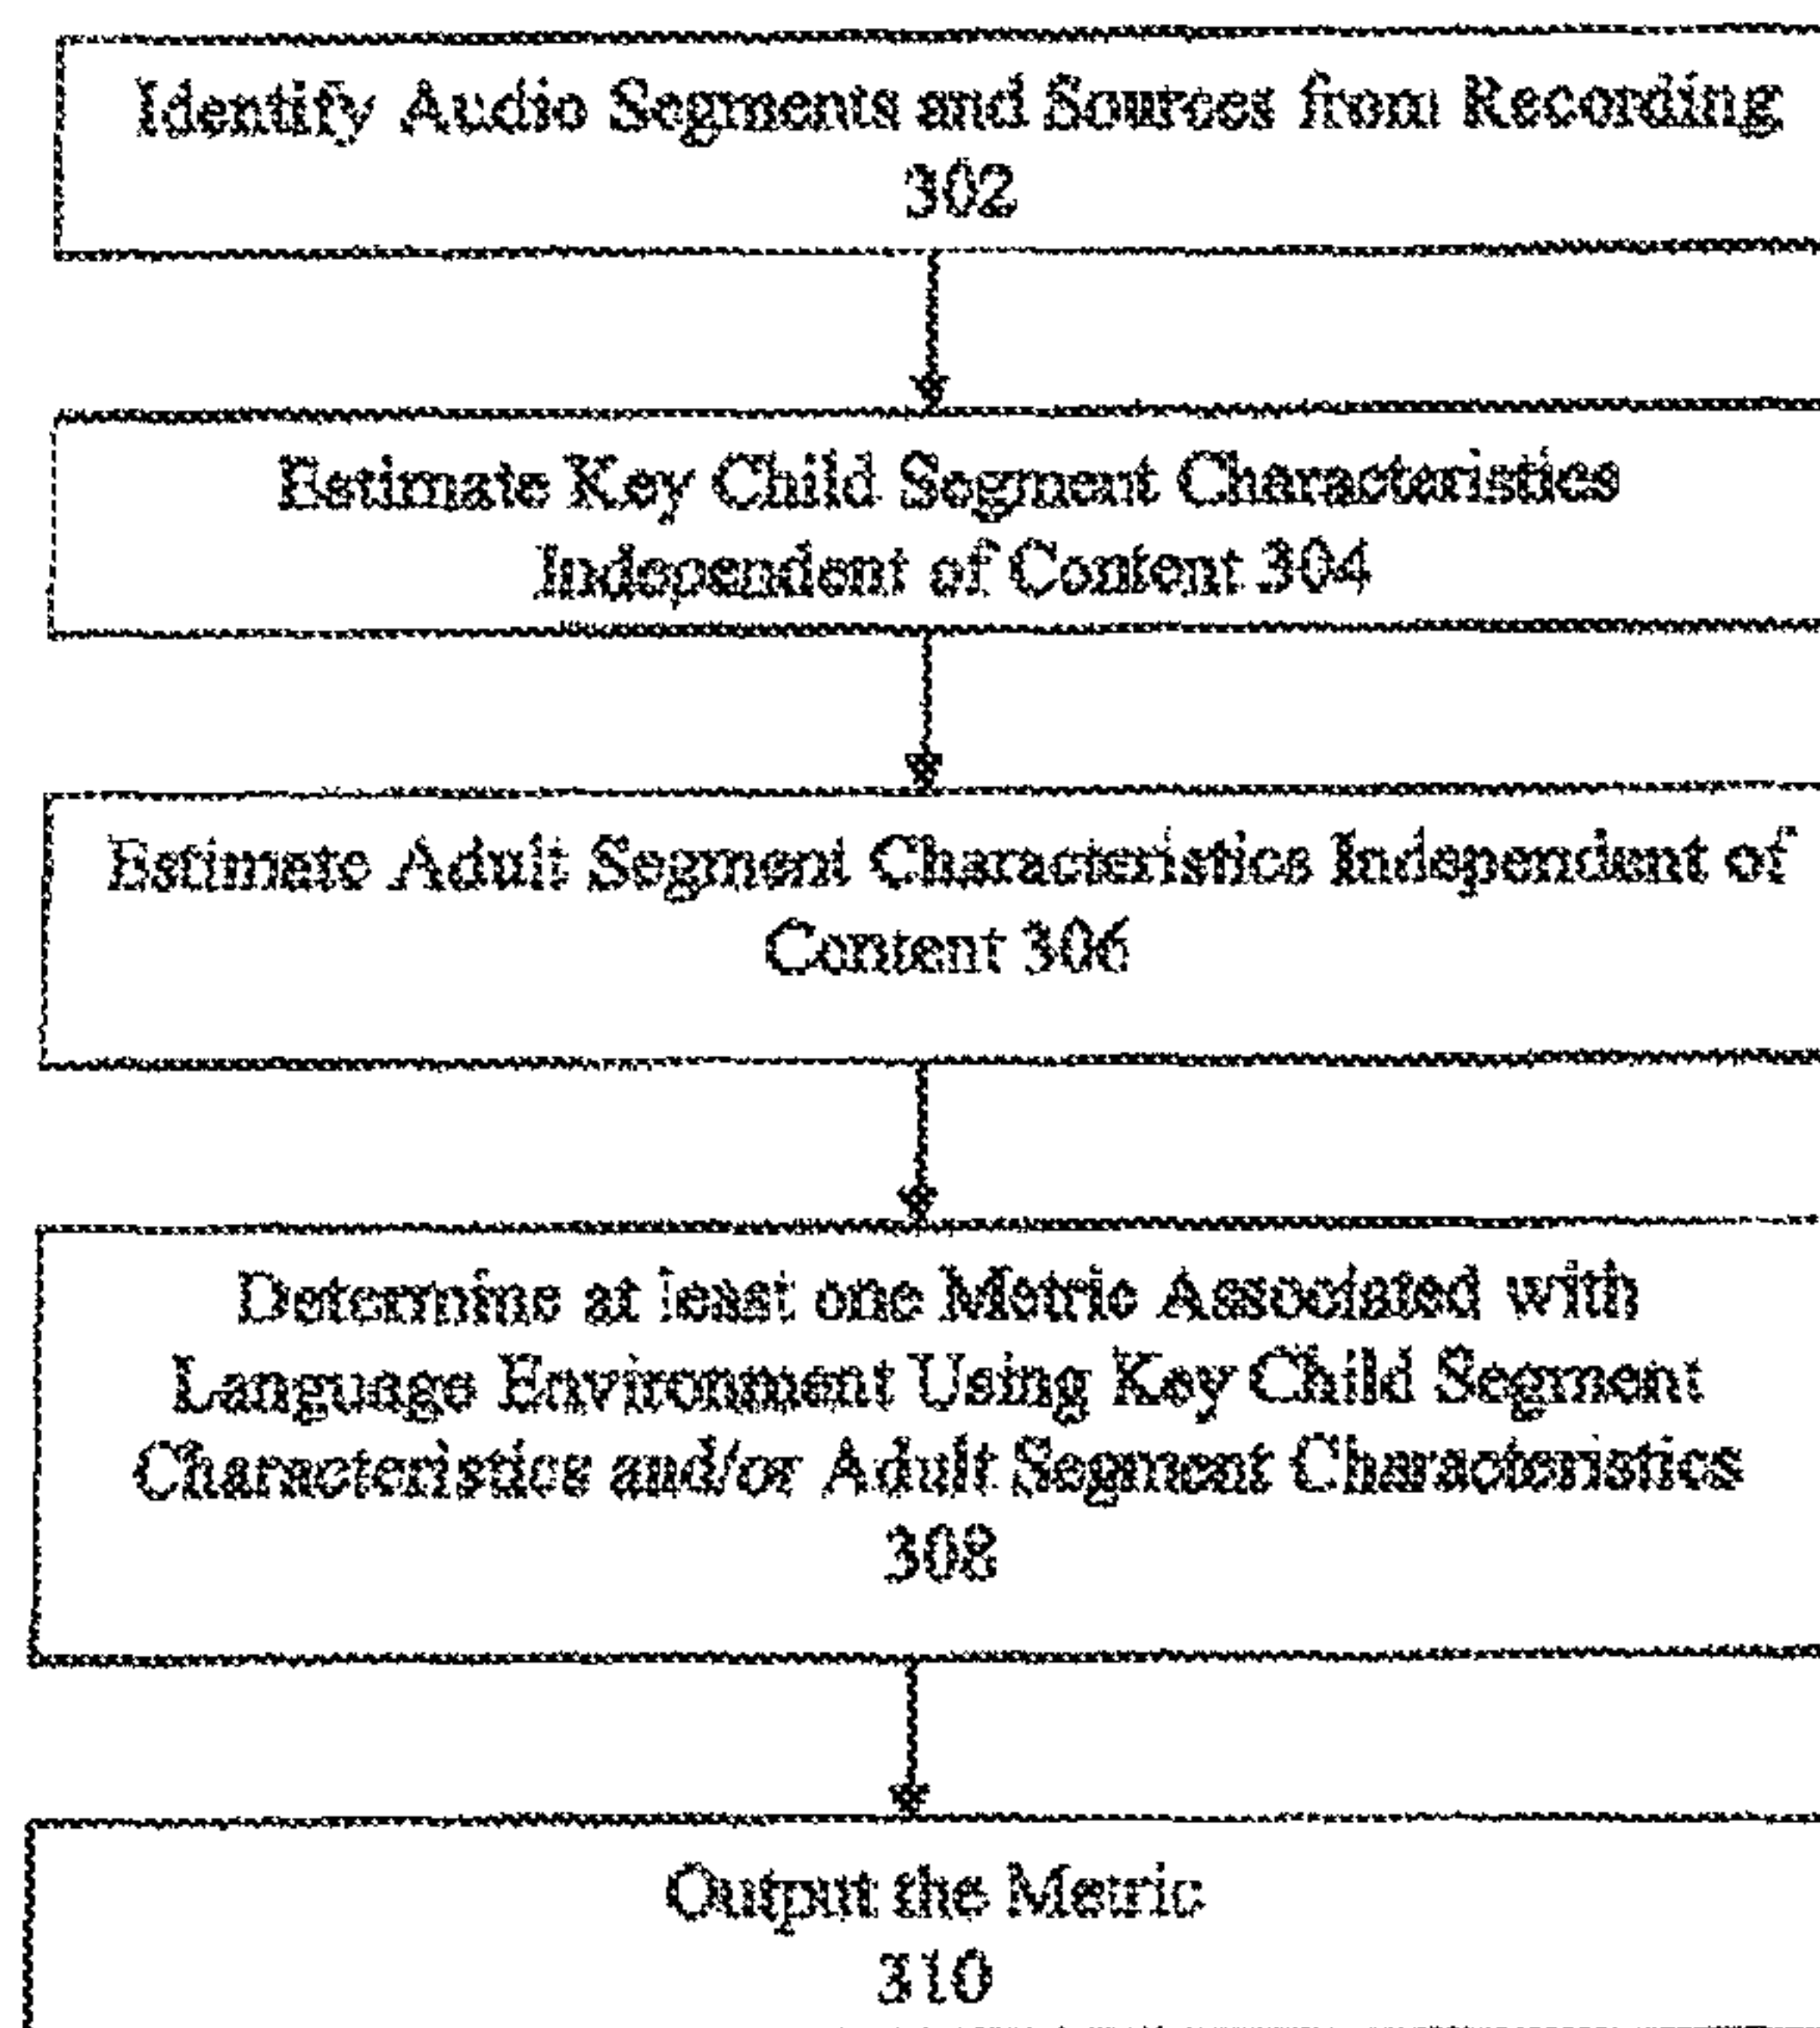 Identify Audio Segments and Sources from Recording
302
Estimate Key Child Segment Characteristics
Independent of Content 304
Estimate Adult Segment Characteristics Independent of
Content 306
Determine at least one Metric Associated with
Language Environment Using Key Child Segment
Characteristics and/or Adult Segment Characteristics
308
Output the Metric
310